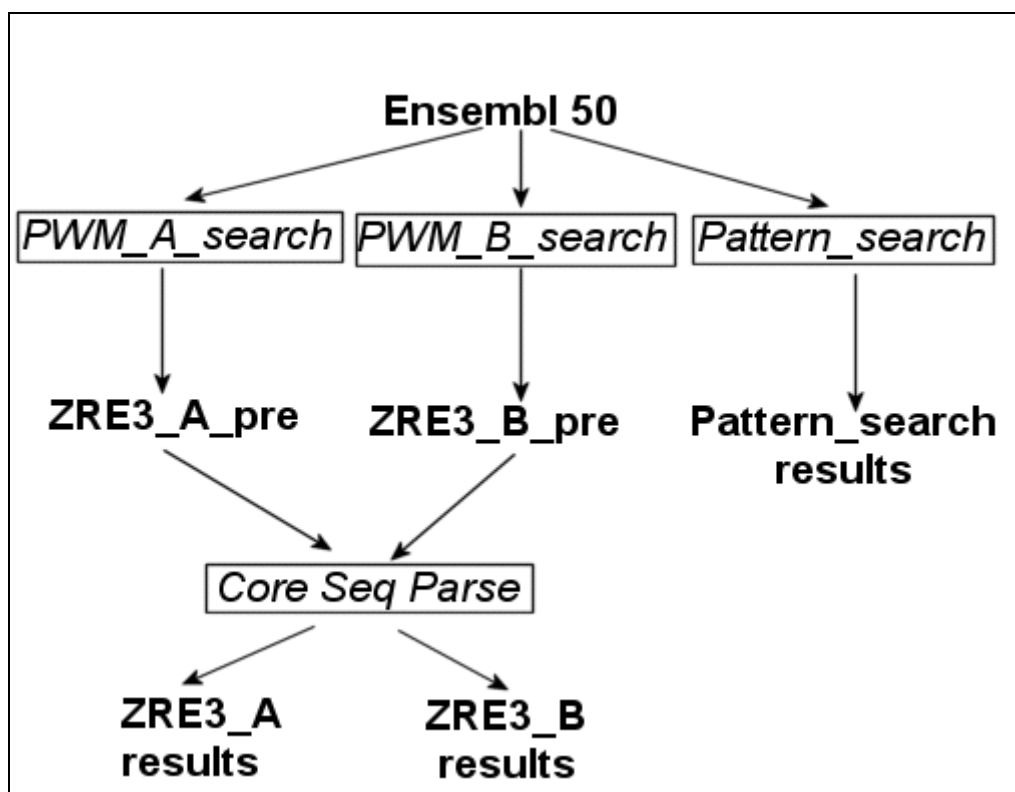 Ensembl 50
PWM_A_search
PWM_B_search
Pattern_search
ZRE3_A_pre
ZRE3_B_pre
Pattern_search
results
Core Seq Parse
ZRE3_A
results
ZRE3_B
results